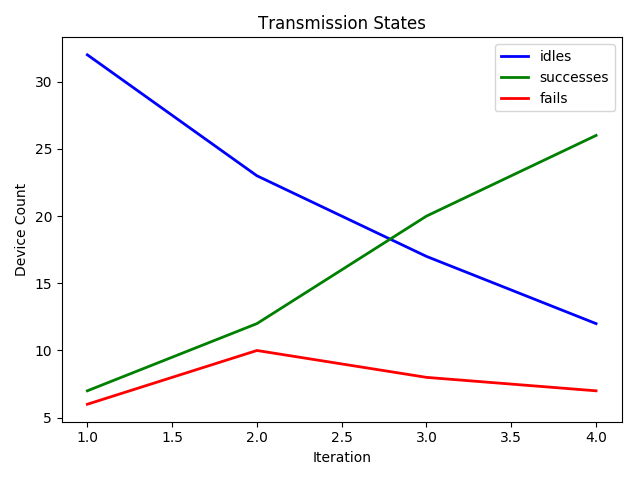 Transmission States
idles
successes
fails
Device Count
30
25
20
15
10
5
1.0 1.5 2.0 2.5 3.0 3.5 4.0
Iteration